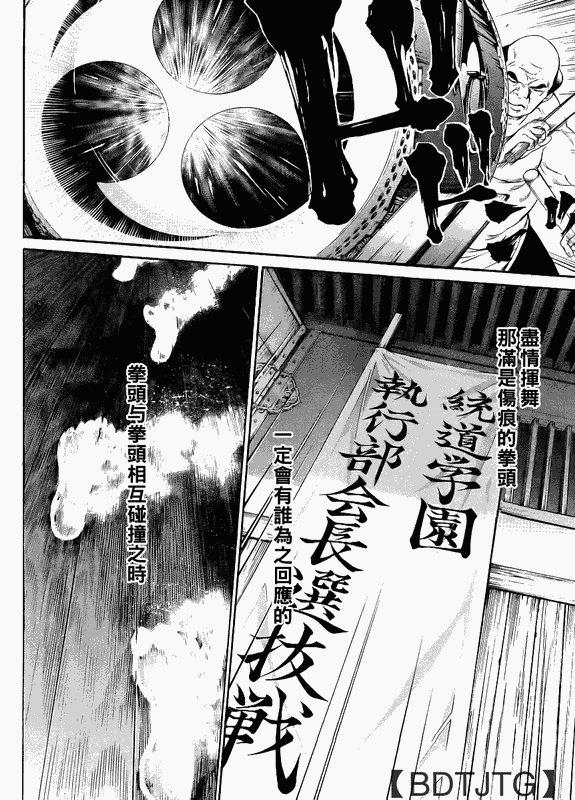 盡情揮舞
那滿是傷痕的拳頭
統道学園
執行部会長選抜戦
一定會有誰為之回應的
拳頭与拳頭相互碰撞之時
【BDTJTG】